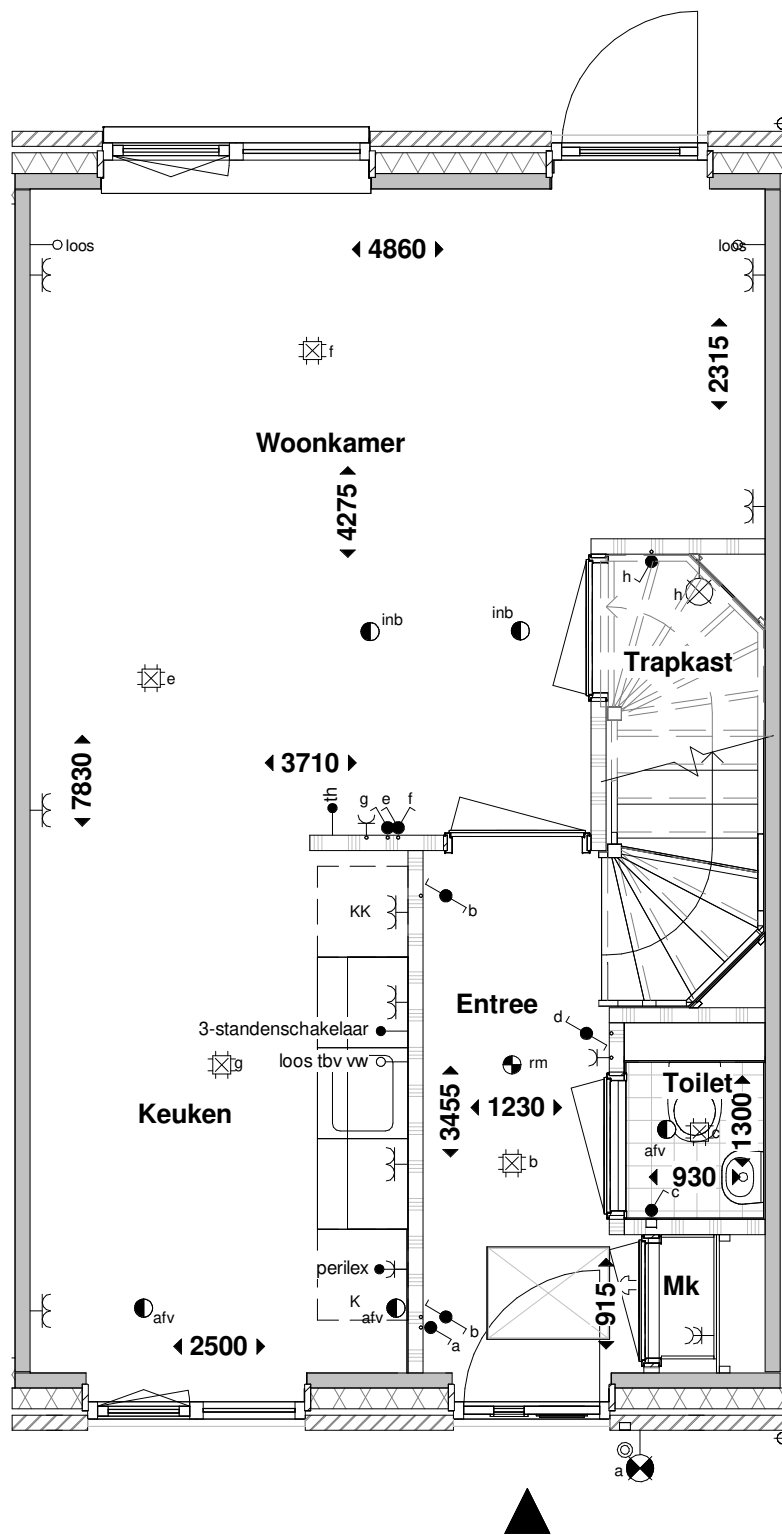 loos
4860
loos
f
2315
Woonkamer
4275
h
h
inb
inb
Trapkast
e
7830
3710
th
g
e
f
KK
b
Entree
3-standenschakelaar
d
loos tbv vw
g
rm
Toilet
Keuken
3455
1230
1300
c
afv
b
930
c
perilex
Mk
K
915
afv
afv
b
a
2500
a